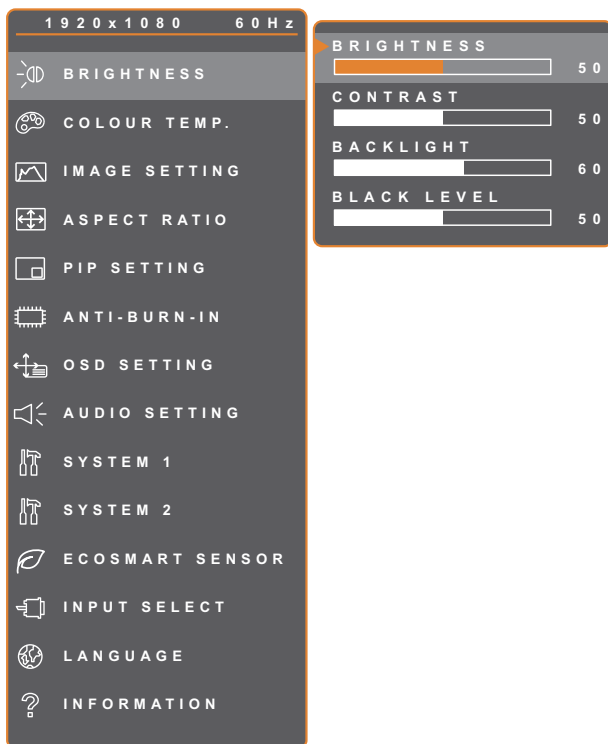 1920x1080 60Hz
BRIGHTNESS
COLOUR TEMP.
IMAGE SETTING
ASPECT RATIO
PIP SETTING
ANTI-BURN-IN
OSD SETTING
AUDIO SETTING
SYSTEM 1
SYSTEM 2
ECOSMART SENSOR
INPUT SELECT
LANGUAGE
INFORMATION
BRIGHTNESS
50
CONTRAST
50
BACKLIGHT
60
BLACK LEVEL
50